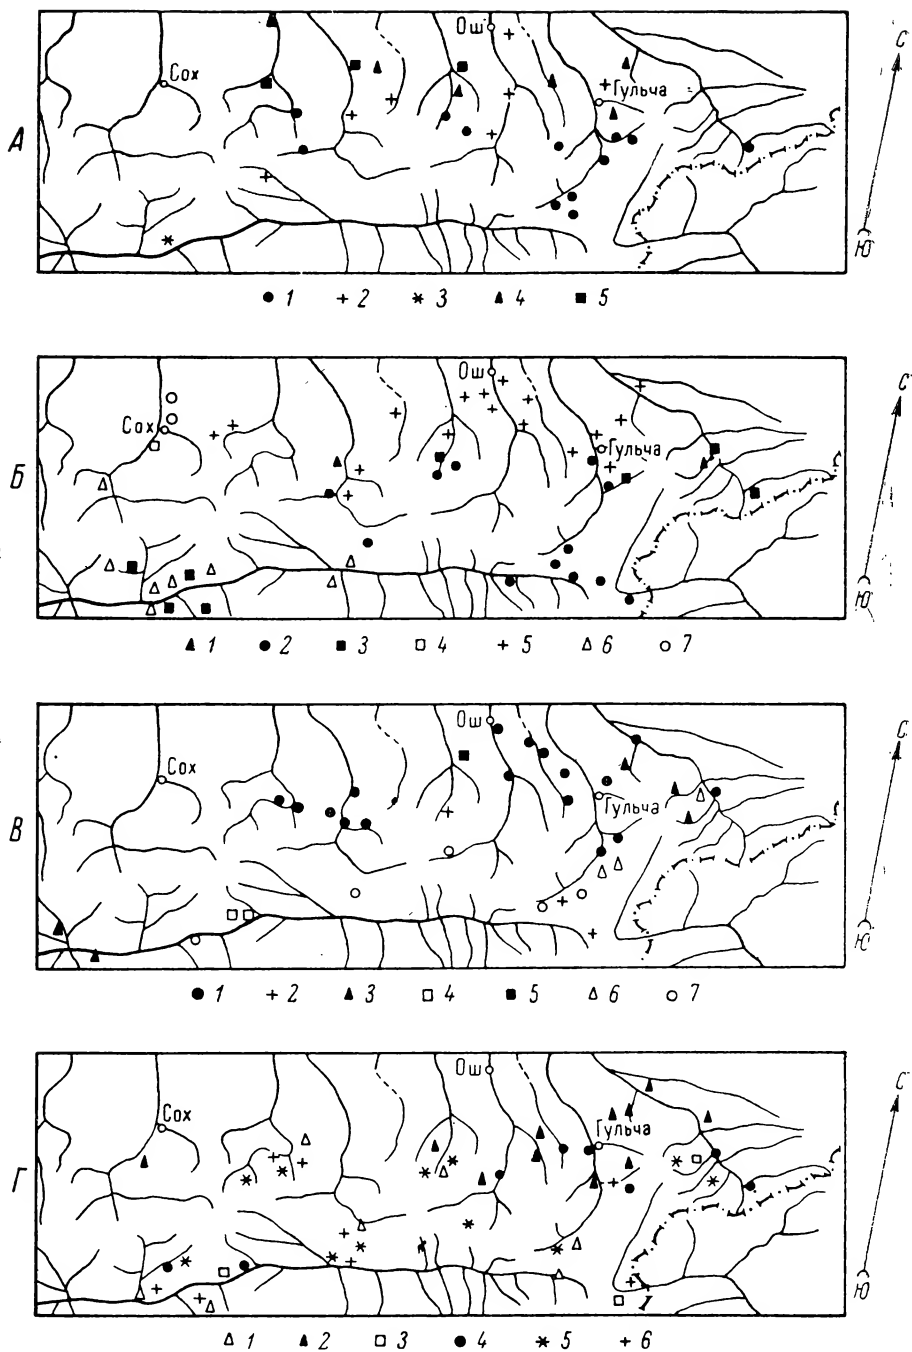 Ош
С
Сох
Гульча
А
Ю
1 2 3 4 5
Ош
С
Сох
Гульча
Б
Ю
1 2 3 4 5 6 7
Ош
С
Сох
Гульча
В
Ю
1 2 3 4 5 6 7
Ош
С
Сох
Гульча
Г
Ю
1 2 3 4 5 6